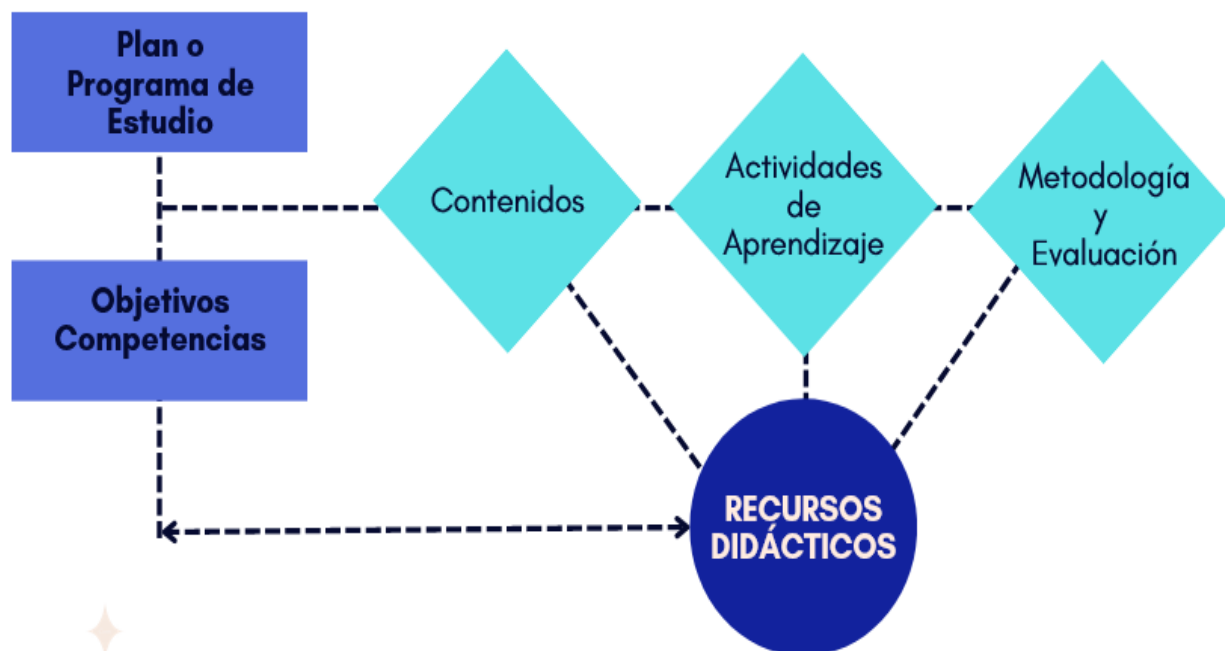 Plan o
Programa de
Estudio
Contenidos
Actividades
de
Aprendizaje
Metodología
y
Evaluación
Objetivos
Competencias
RECURSOS
DIDÁCTICOS